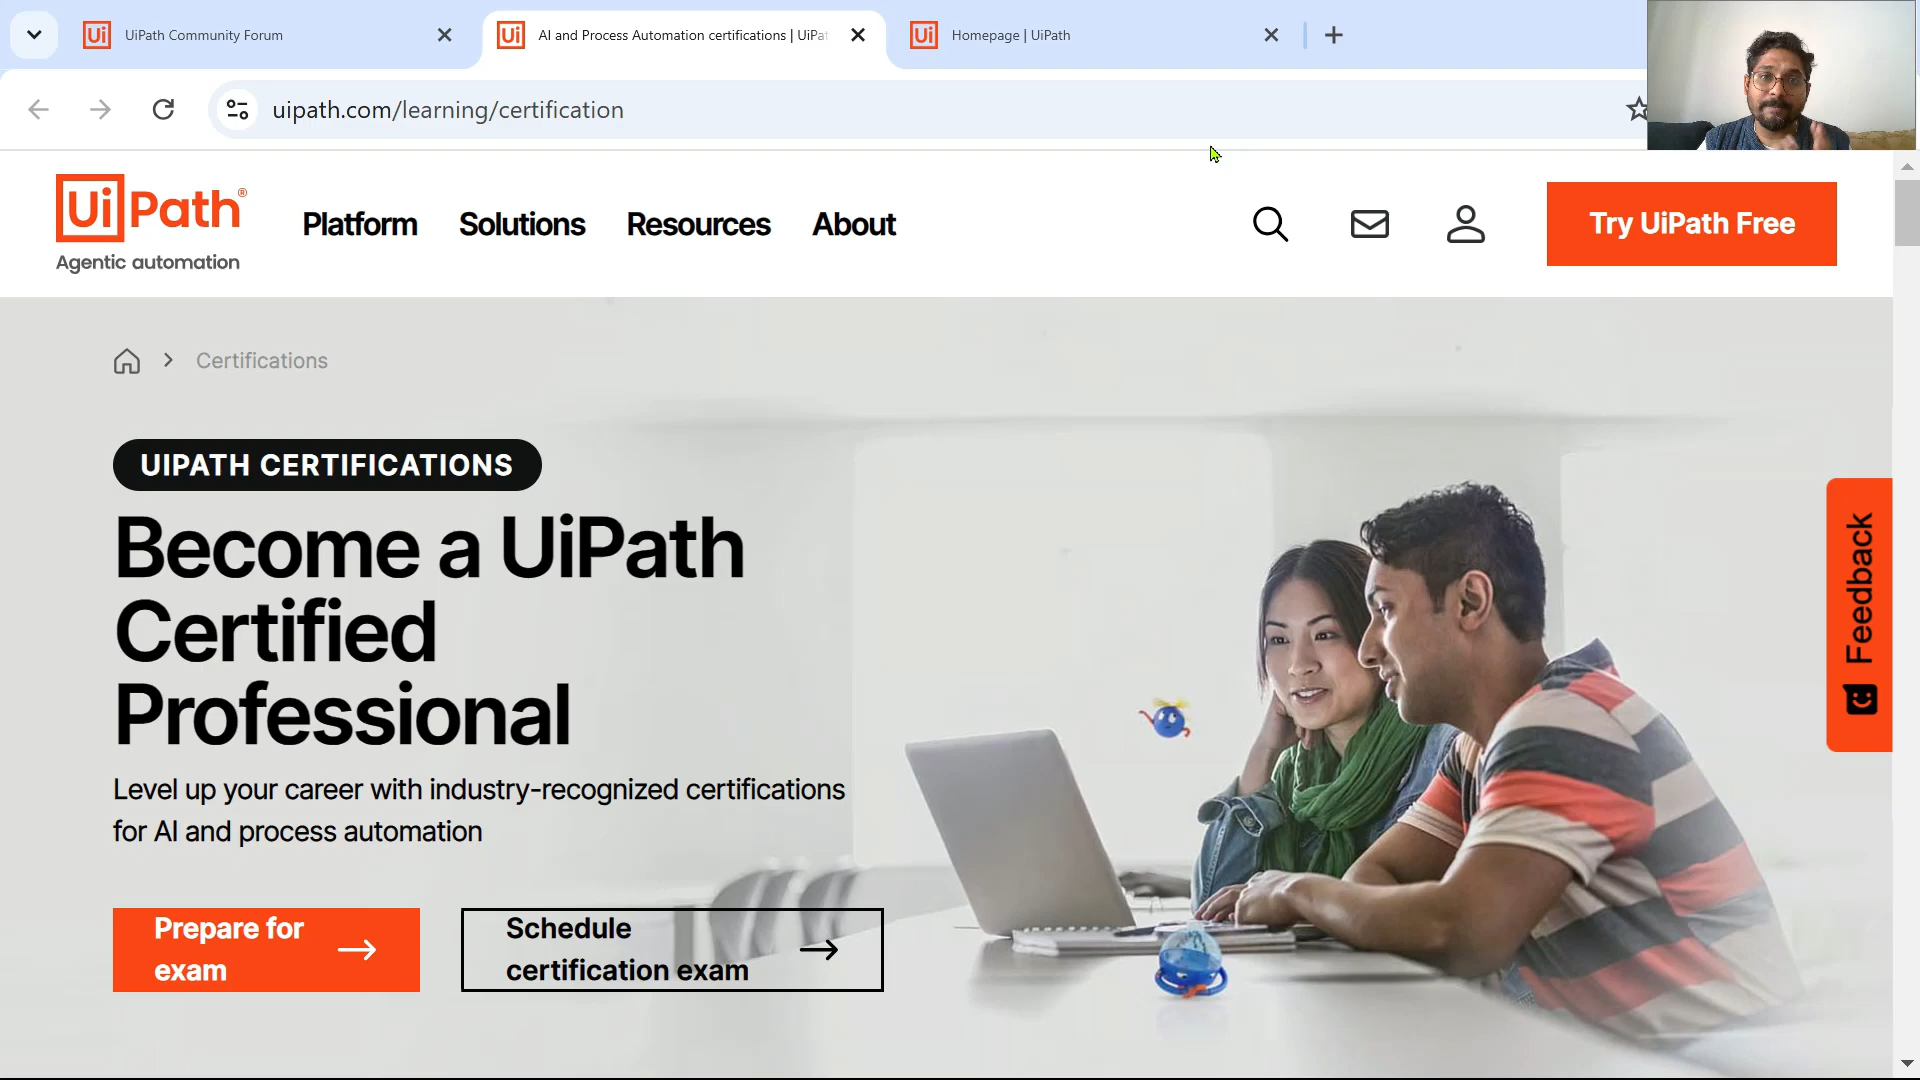 UiPath Community Forum
AI and Process Automation certifications | UiPat
Homepage | UiPath
uipath.com/learning/certification
UiPath®
Agentic automation
Platform
Solutions
Resources
About
Try UiPath Free
Certifications
UIPATH CERTIFICATIONS
Become a UiPath
Certified
Professional
Level up your career with industry-recognized certifications
for AI and process automation
Prepare for
exam
Schedule
certification exam
Feedback